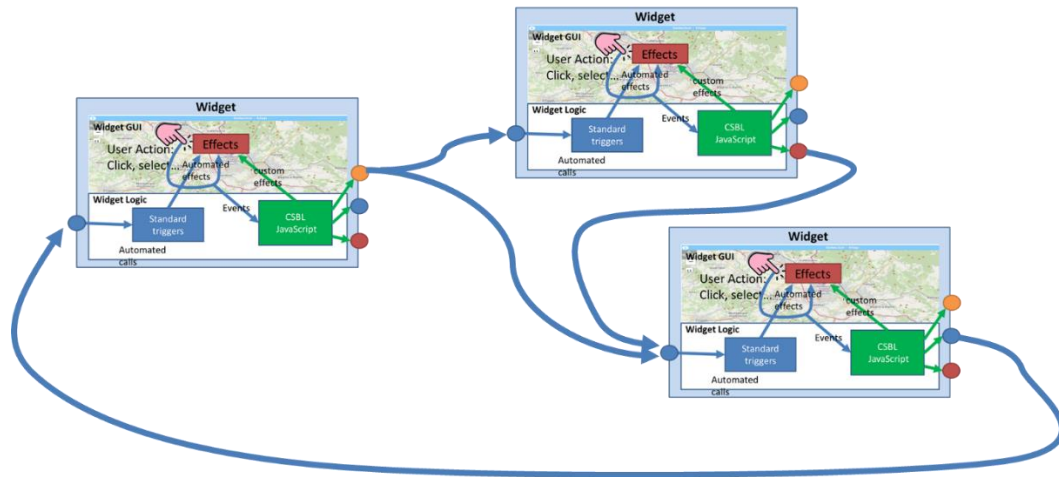 Widget
Widget GUI
Effects
User Action:
Click, select...
Automated effects
custom
effects
Widget Logic
Events
Standard
triggers
CSBL
JavaScript
Automated
calls
Widget
Widget GUI
Effects
User Action:
Click, select...
Automated effects
custom
effects
Widget Logic
Events
Standard
triggers
CSBL
JavaScript
Automated
calls
Widget
Widget GUI
Effects
User Action:
Click, select...
Automated effects
custom
effects
Widget Logic
Events
Standard
triggers
CSBL
JavaScript
Automated
calls